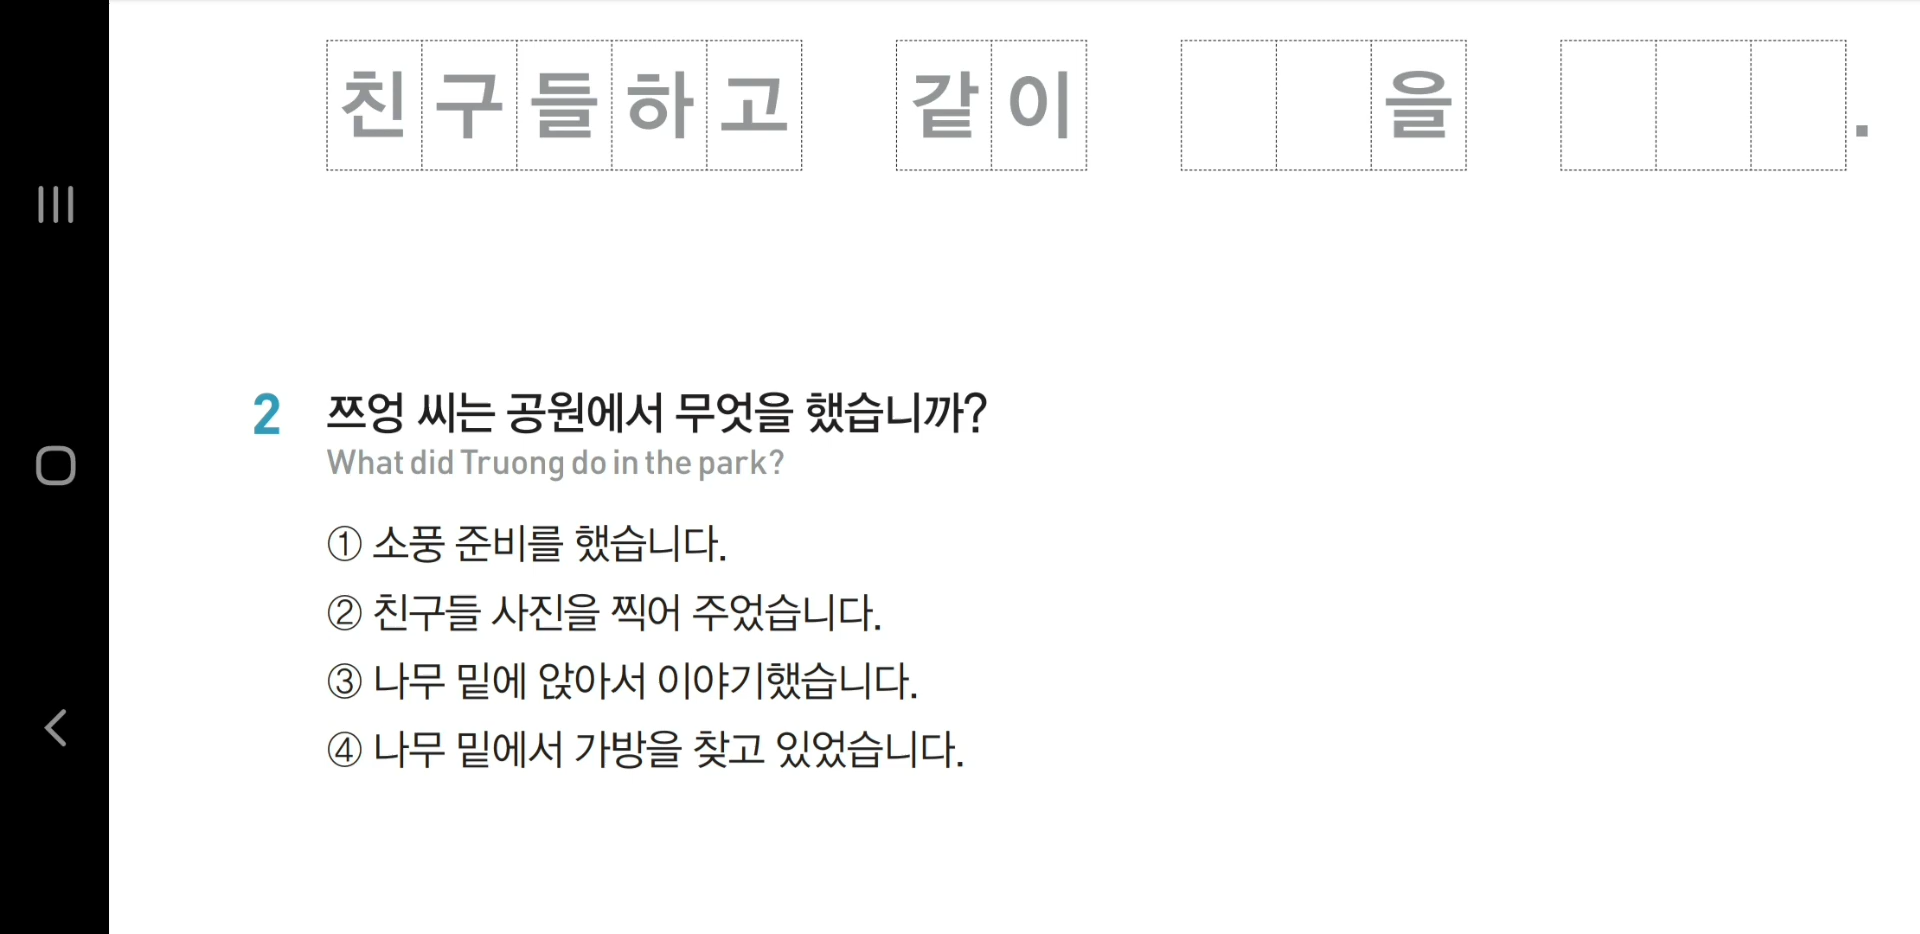 친구들하고 같이 을 .
2 쯔엉 씨는 공원에서 무엇을 했습니까?
What did Truong do in the park?
① 소풍 준비를 했습니다.
② 친구들 사진을 찍어 주었습니다.
③ 나무 밑에 앉아서 이야기했습니다.
④ 나무 밑에서 가방을 찾고 있었습니다.